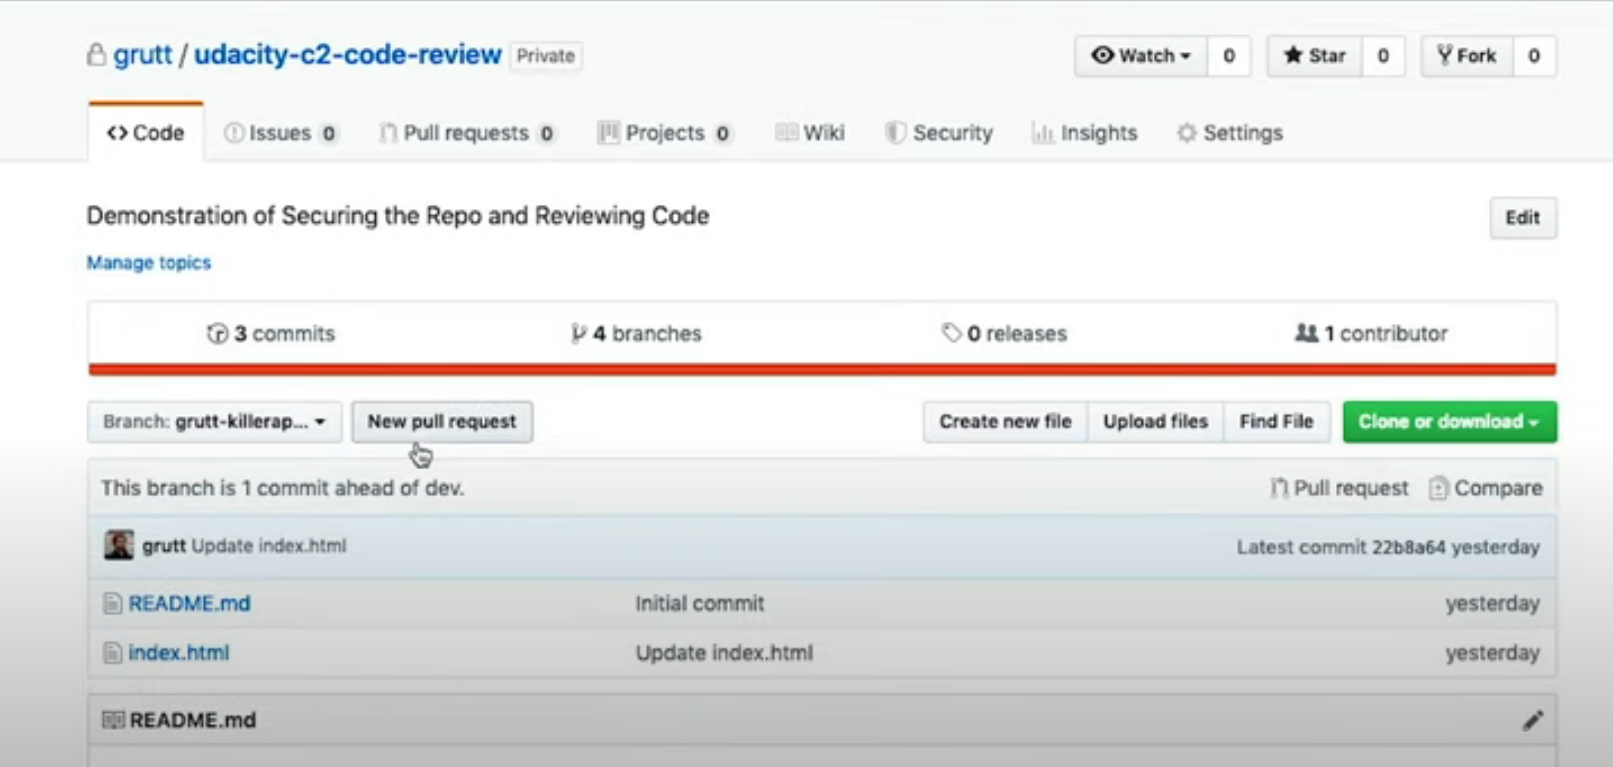 grutt / udacity-c2-code-review Private Watch 0 Star 0 Fork 0
Code Issues 0 Pull requests 0 Projects 0 Wiki Security Insights Settings
Demonstration of Securing the Repo and Reviewing Code Edit
Manage topics
3 commits 4 branches 0 releases 1 contributor
Branch: grutt-killerap... New pull request Create new file Upload files Find File Clone or download
This branch is 1 commit ahead of dev. Pull request Compare
grutt Update index.html Latest commit 22b8a64 yesterday
README.md Initial commit yesterday
index.html Update index.html yesterday
README.md